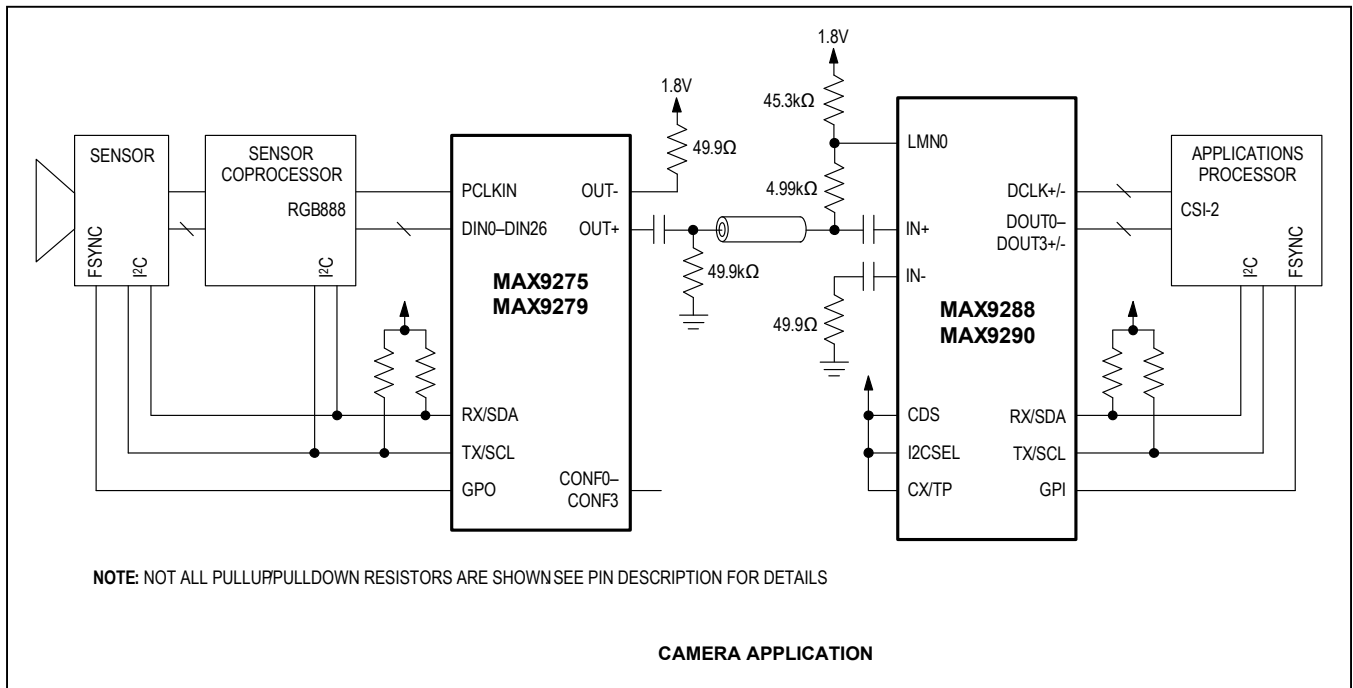 1.8V
1.8V
45.3kΩ
49.9Ω
SENSOR
FSYNC
I²C
SENSOR
COPROCESSOR
RGB888
I²C
PCLKIN
OUT-
DIN0–DIN26
OUT+
MAX9275
MAX9279
RX/SDA
TX/SCL
GPO
CONF0–
CONF3
49.9kΩ
4.99kΩ
49.9Ω
LMN0
IN+
IN-
DCLK+/-
DOUT0–
DOUT3+/-
MAX9288
MAX9290
CDS
I2CSEL
CX/TP
RX/SDA
TX/SCL
GPI
APPLICATIONS
PROCESSOR
CSI-2
I²C
FSYNC
NOTE: NOT ALL PULLUP/PULLDOWN RESISTORS ARE SHOWN SEE PIN DESCRIPTION FOR DETAILS
CAMERA APPLICATION